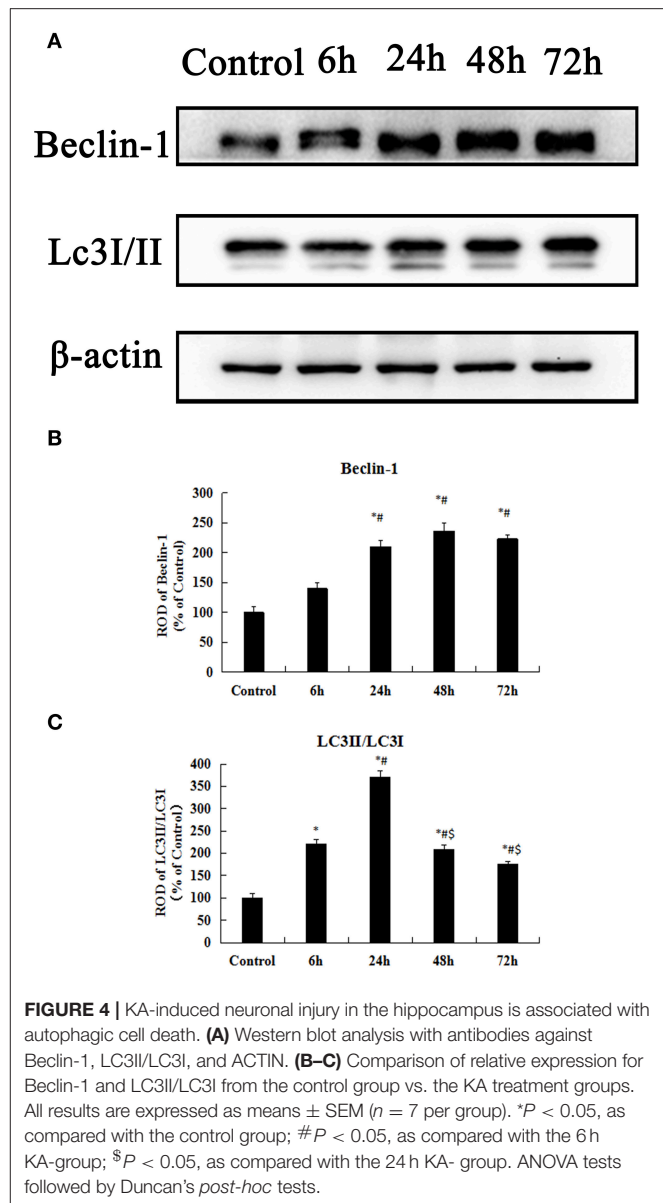 A
Control 6h 24h 48h 72h
Beclin-1
Lc3I/II
β-actin
B
Beclin-1
ROD of Beclin-1
(% of Control)
300
250
200
150
100
50
0
*#
*#
*#
Control 6h 24h 48h 72h
C
LC3II/LC3I
ROD of LC3II/LC3I
(% of Control)
400
350
300
250
200
150
100
50
0
*
*#
*#$
*#$
Control 6h 24h 48h 72h
FIGURE 4 | KA-induced neuronal injury in the hippocampus is associated with
autophagic cell death. (A) Western blot analysis with antibodies against
Beclin-1, LC3II/LC3I, and ACTIN. (B–C) Comparison of relative expression for
Beclin-1 and LC3II/LC3I from the control group vs. the KA treatment groups.
All results are expressed as means ± SEM (n = 7 per group). *P < 0.05, as
compared with the control group; #P < 0.05, as compared with the 6 h
KA-group; $P < 0.05, as compared with the 24 h KA- group. ANOVA tests
followed by Duncan's post-hoc tests.